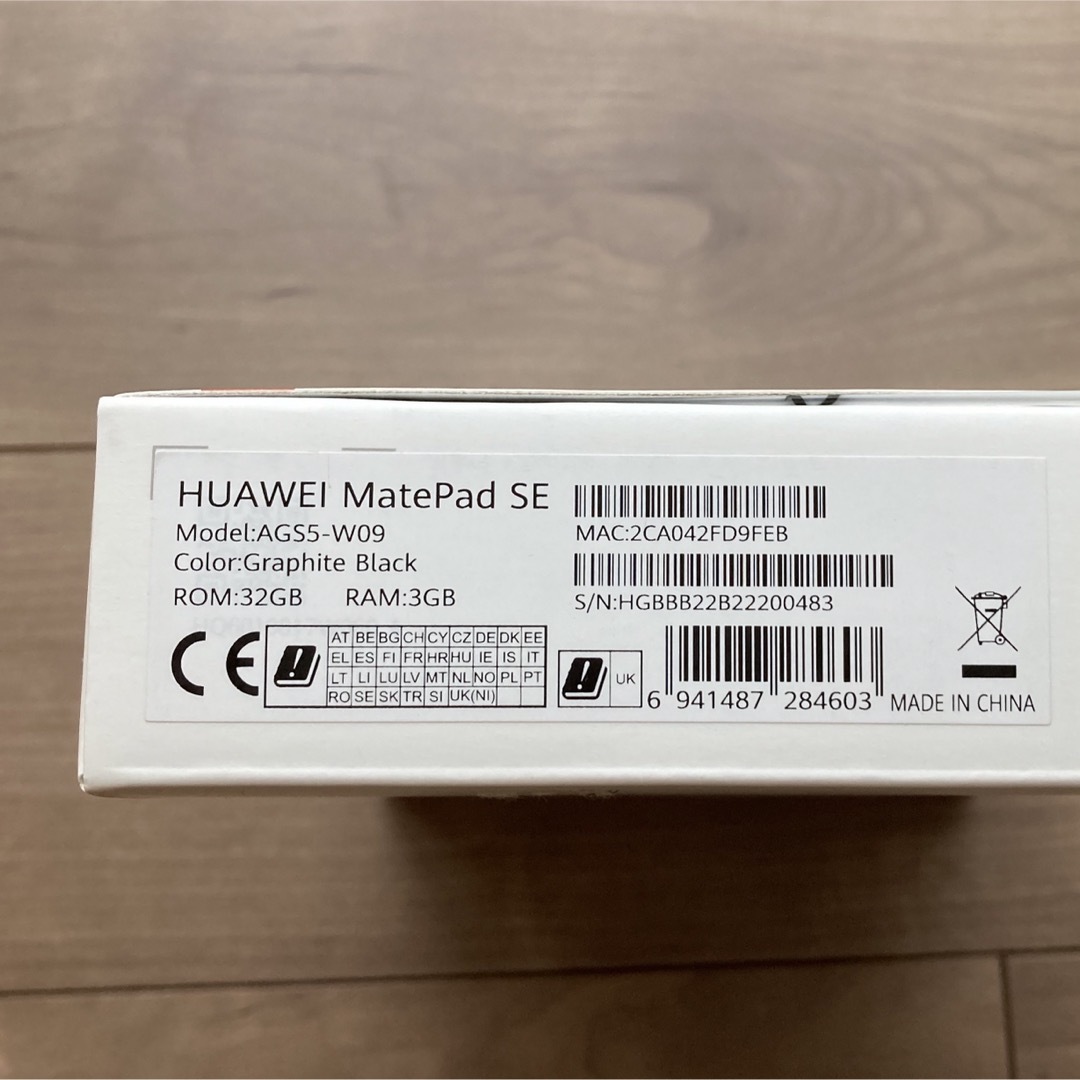 HUAWEI MatePad SE
Model:AGS5-W09
Color:Graphite Black
ROM:32GB RAM:3GB
MAC:2CA042FD9FEB
S/N:HGBBB22B22200483
CE
AT BE BG CH CY CZ DE DK EE
EL ES FI FR HR HU IE IS IT
LT LI LU LV MT NL NO PL PT
RO SE SK TR SI UK(NI)
UK
6 941487 284603
MADE IN CHINA